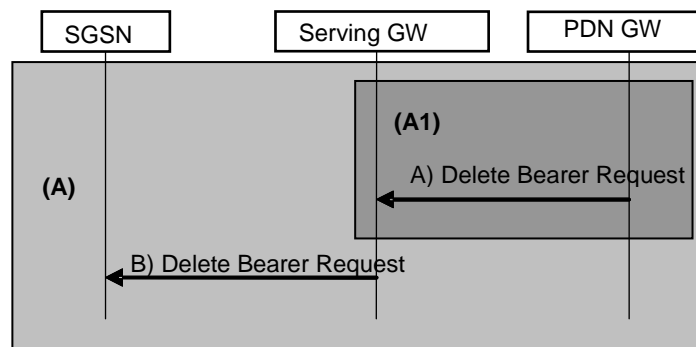 SGSN
Serving GW
PDN GW
(A1)
(A)
A) Delete Bearer Request
B) Delete Bearer Request